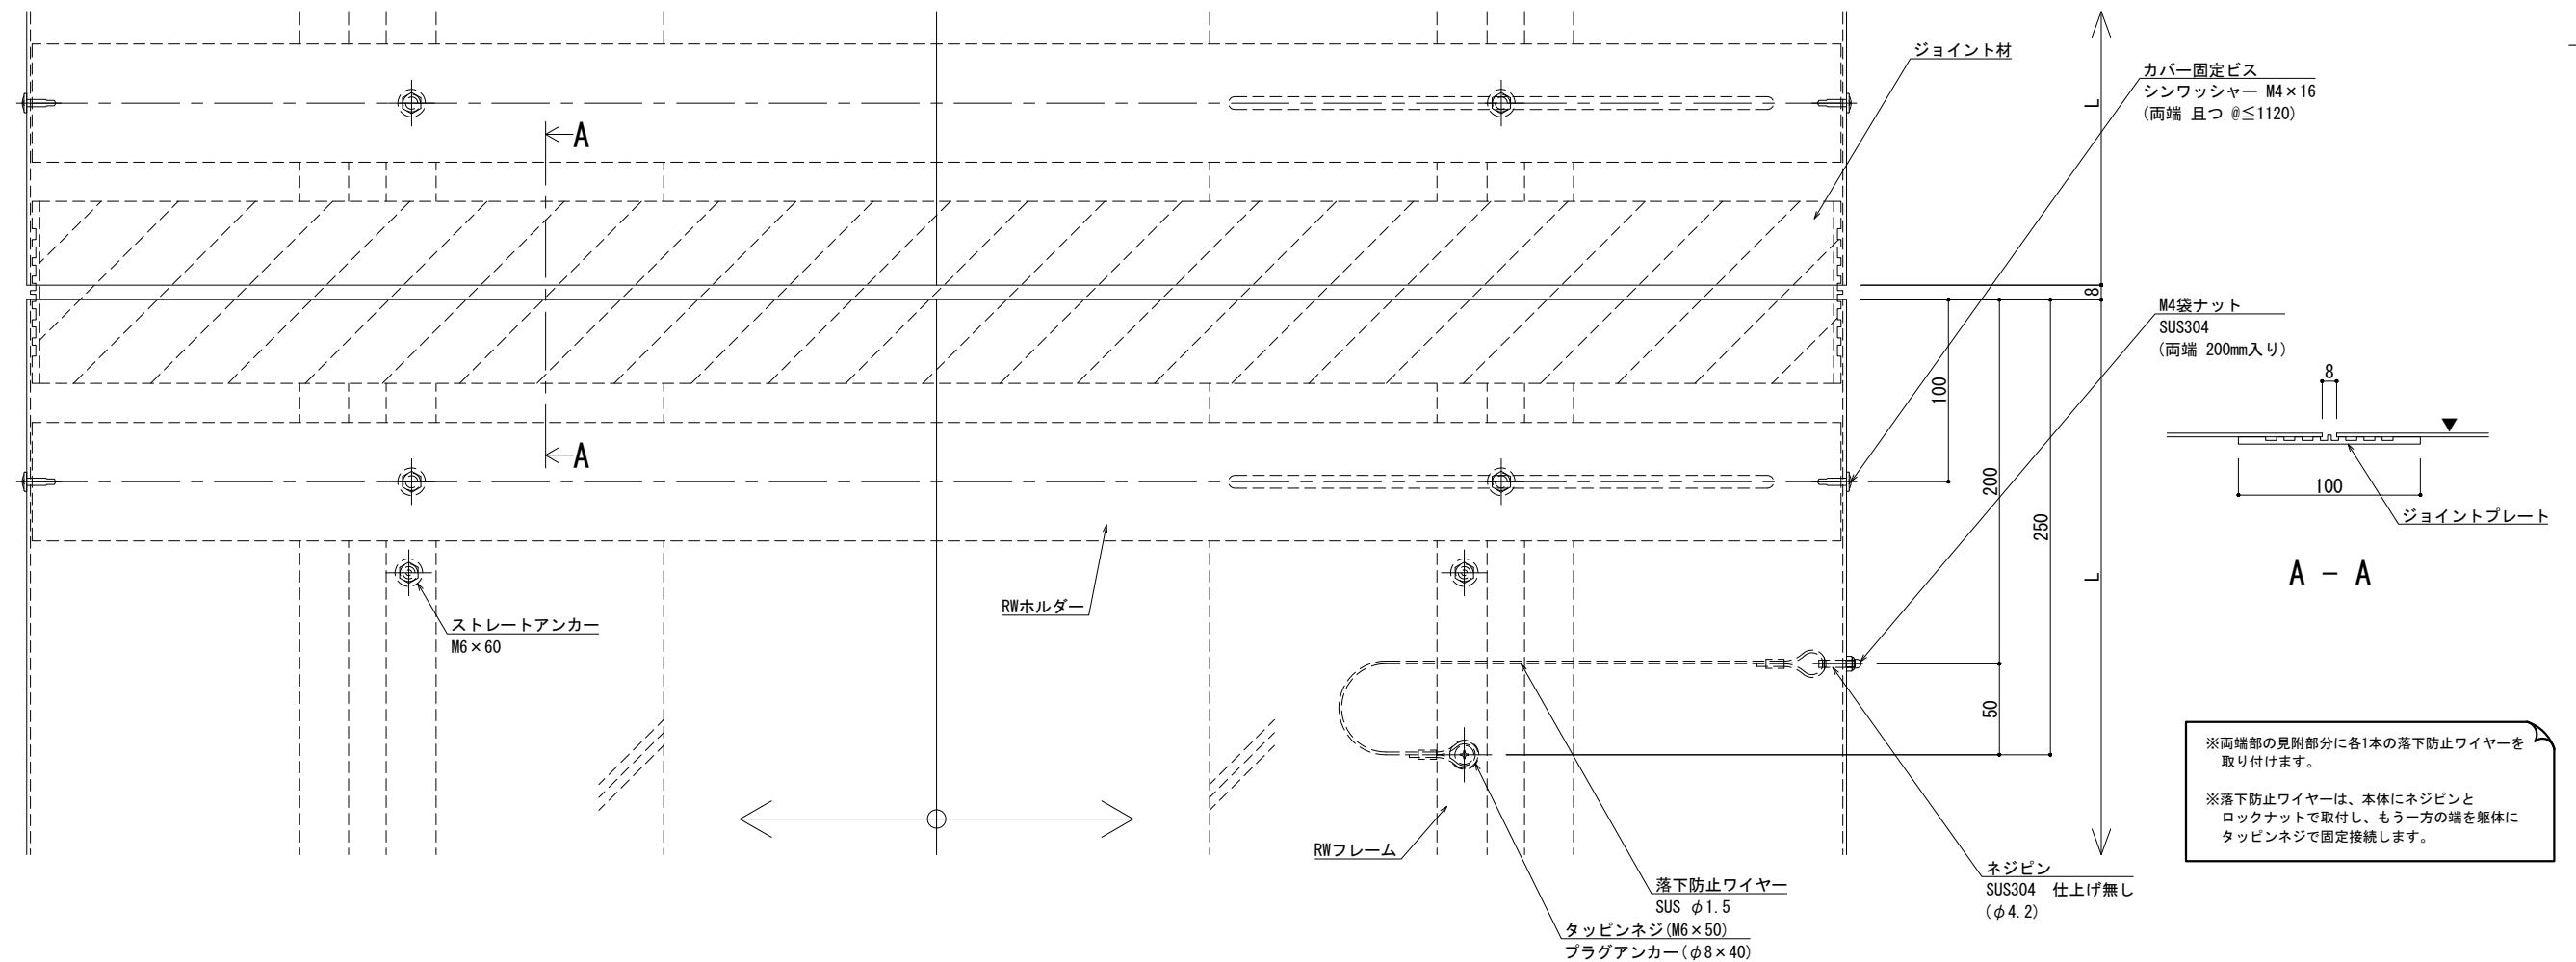 ジョイント材
カバー固定ビス
シンワッシャー M4×16
(両端 且つ @≦1120)
L
A
8
M4袋ナット
SUS304
(両端 200mm入り)
8
100
100
ジョイントプレート
A － A
A
200
250
L
RWホルダー
ストレートアンカー
M6×60
50
※両端部の見附部分に各1本の落下防止ワイヤーを
取り付けます。
※落下防止ワイヤーは、本体にネジピンと
ロックナットで取付し、もう一方の端を躯体に
タッピンネジで固定接続します。
RWフレーム
ネジピン
SUS304　仕上げ無し
(φ4.2)
落下防止ワイヤー
SUS φ1.5
タッピンネジ(M6×50)
プラグアンカー(φ8×40)